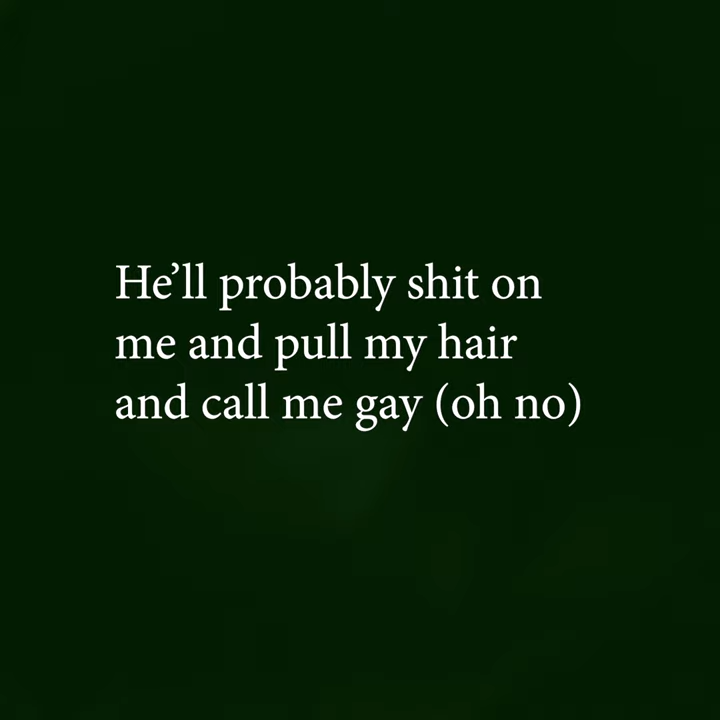 He’ll probably shit on
me and pull my hair
and call me gay (oh no)